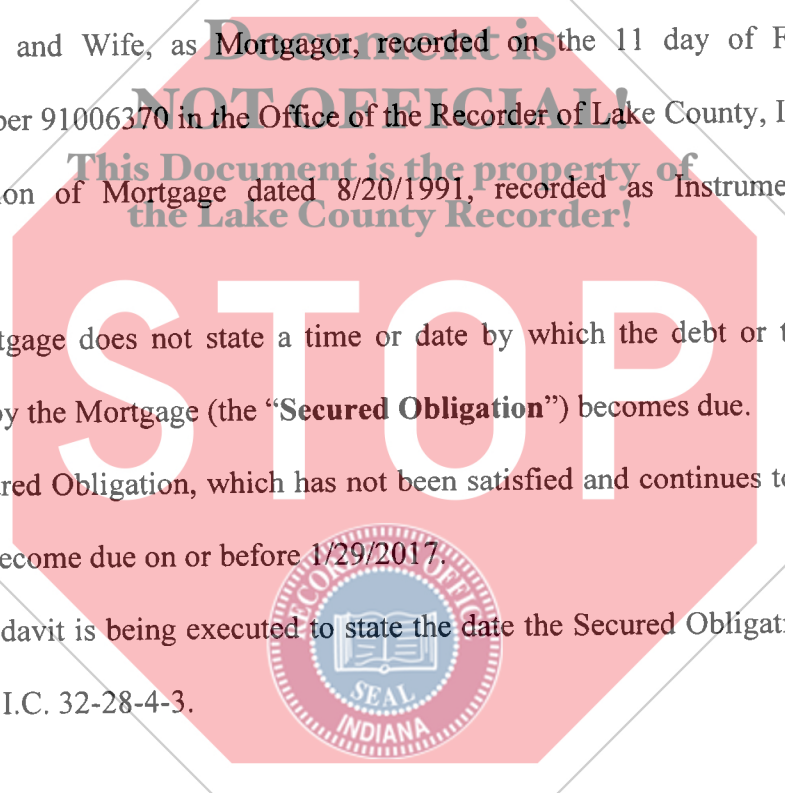 Document is
and Wife, as Mortgagor, recorded on the 11 day of F
NOT OFFICIAL!
ber 91006370 in the Office of the Recorder of Lake County, I
This Document is the property of
ion of Mortgage dated 8/20/1991, recorded as Instrume
the Lake County Recorder!
STOP
tgage does not state a time or date by which the debt or t
by the Mortgage (the “Secured Obligation”) becomes due.
red Obligation, which has not been satisfied and continues to
ecome due on or before 1/29/2017.
davit is being executed to state the date the Secured Obligati
I.C. 32-28-4-3.
SEAL
INDIANA